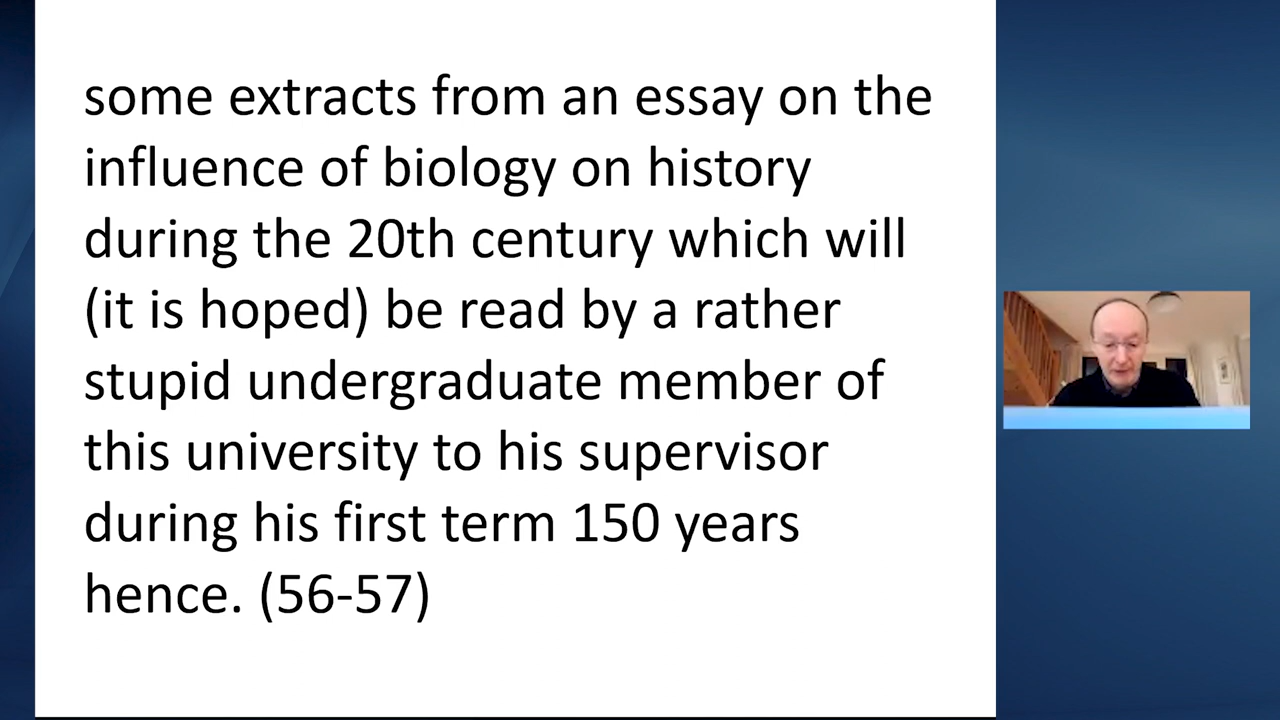 some extracts from an essay on the
influence of biology on history
during the 20th century which will
(it is hoped) be read by a rather
stupid undergraduate member of
this university to his supervisor
during his first term 150 years
hence. (56-57)